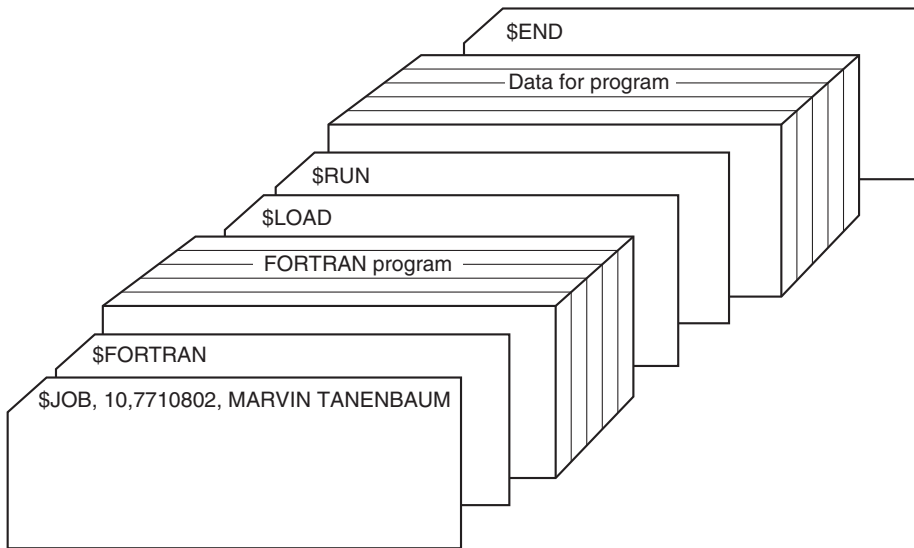 $END
Data for program
$RUN
$LOAD
FORTRAN program
$FORTRAN
$JOB, 10,7710802, MARVIN TANENBAUM